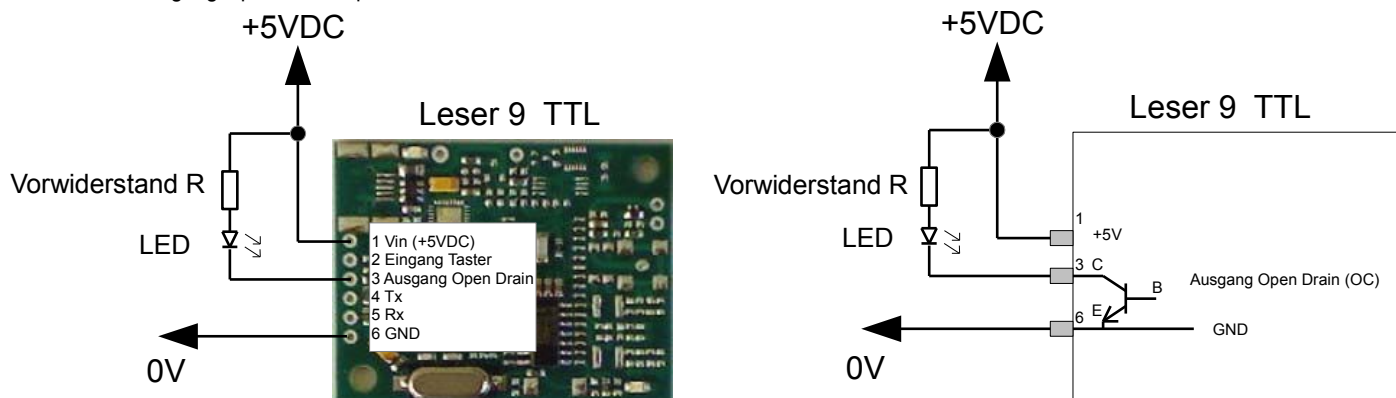 +5VDC
Leser 9 TTL
Vorwiderstand R
LED
1 Vin (+5VDC)
2 Eingang Taster
3 Ausgang Open Drain
4 Tx
5 Rx
6 GND
0V
+5VDC
Leser 9 TTL
Vorwiderstand R
LED
1
+5V
3 C
B
Ausgang Open Drain (OC)
6 E
GND
0V